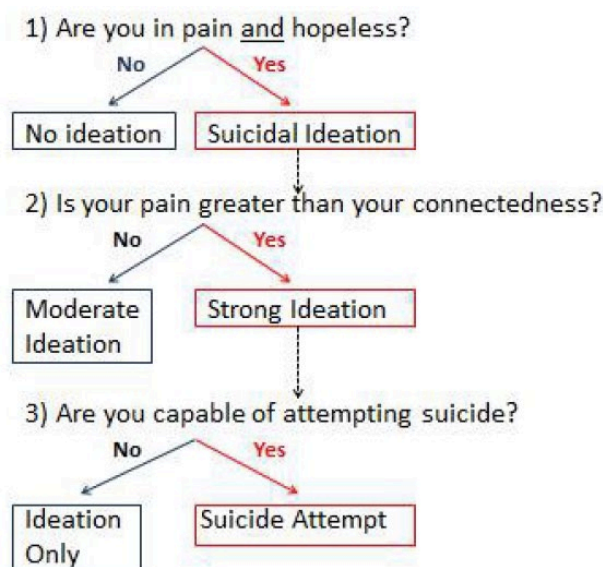 1) Are you in pain and hopeless?
No Yes
No ideation Suicidal Ideation
2) Is your pain greater than your connectedness?
No Yes
Moderate Strong Ideation
Ideation
3) Are you capable of attempting suicide?
No Yes
Ideation Suicide Attempt
Only